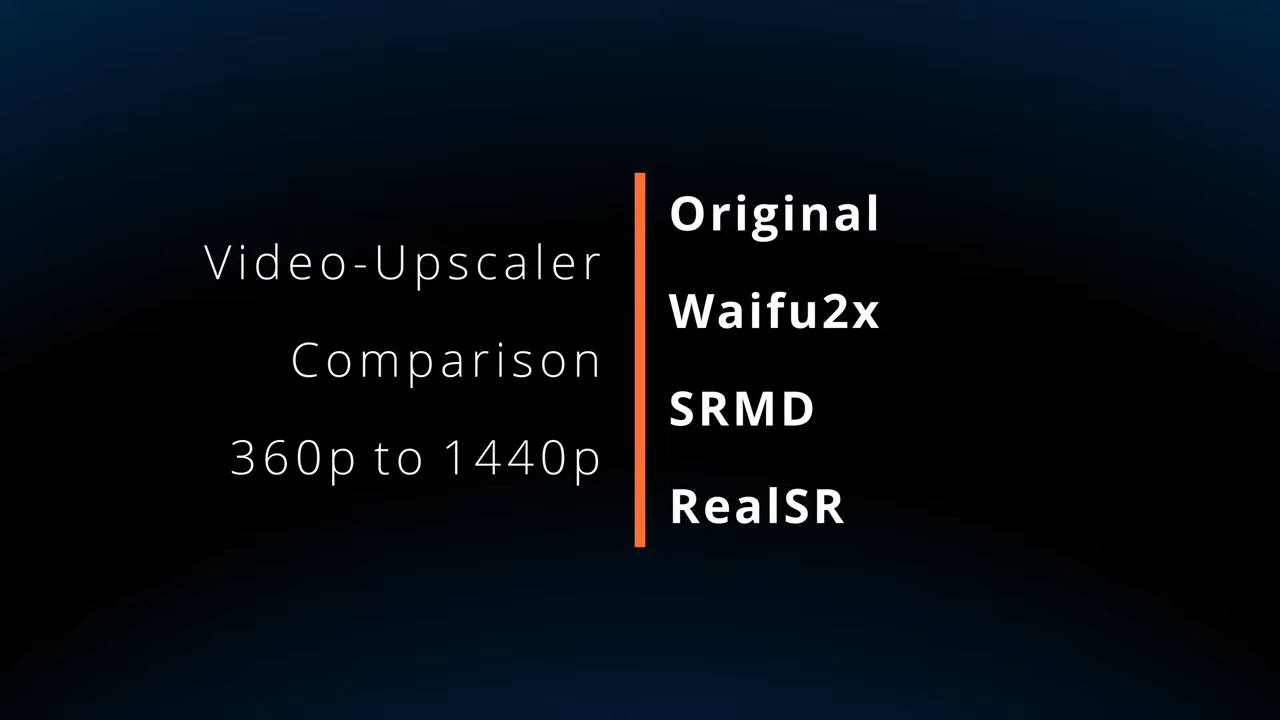 Video-Upscaler
Comparison
360p to 1440p
Original
Waifu2x
SRMD
RealSR